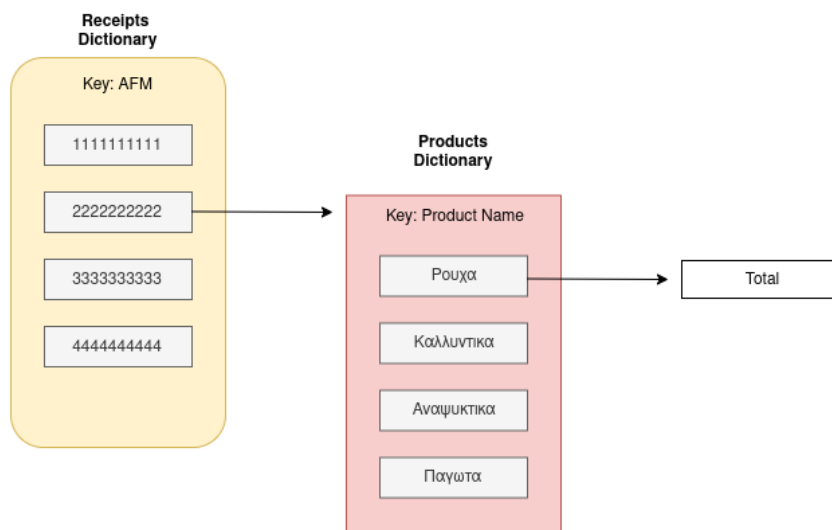 Receipts
Dictionary
Key: AFM
1111111111
2222222222
3333333333
4444444444
Products
Dictionary
Key: Product Name
Ρουχα
Καλλυντικα
Αναψυκτικα
Παγωτα
Total